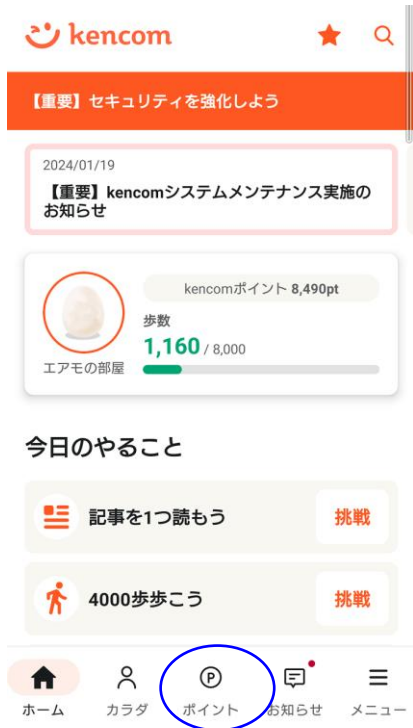 kencom
【重要】セキュリティを強化しよう
2024/01/19
【重要】kencomシステムメンテナンス実施の
お知らせ
kencomポイント 8,490pt
歩数
1,160 / 8,000
エアモの部屋
今日のやること
記事を1つ読もう
挑戦
4000歩歩こう
挑戦
P
ホーム カラダ ポイント お知らせ メニュー